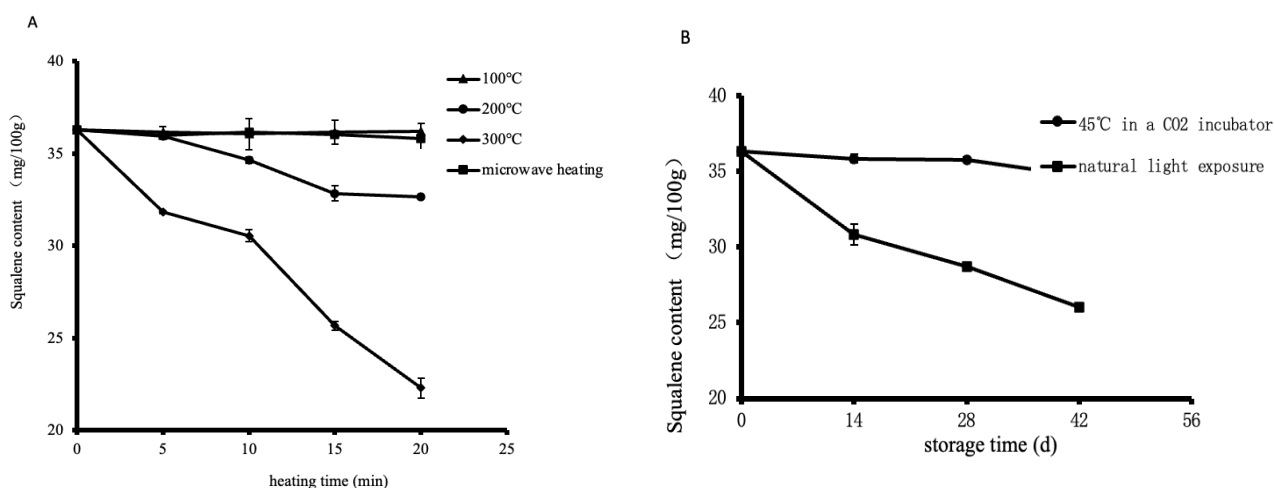 A
Squalene content （mg/100g）
40
35
30
25
20
0
5
10
15
20
25
heating time (min)
100℃
200℃
300℃
microwave heating
B
Squalene content （mg/100g）
40
35
30
25
20
0
14
28
42
56
storage time (d)
45℃ in a CO2 incubator
natural light exposure